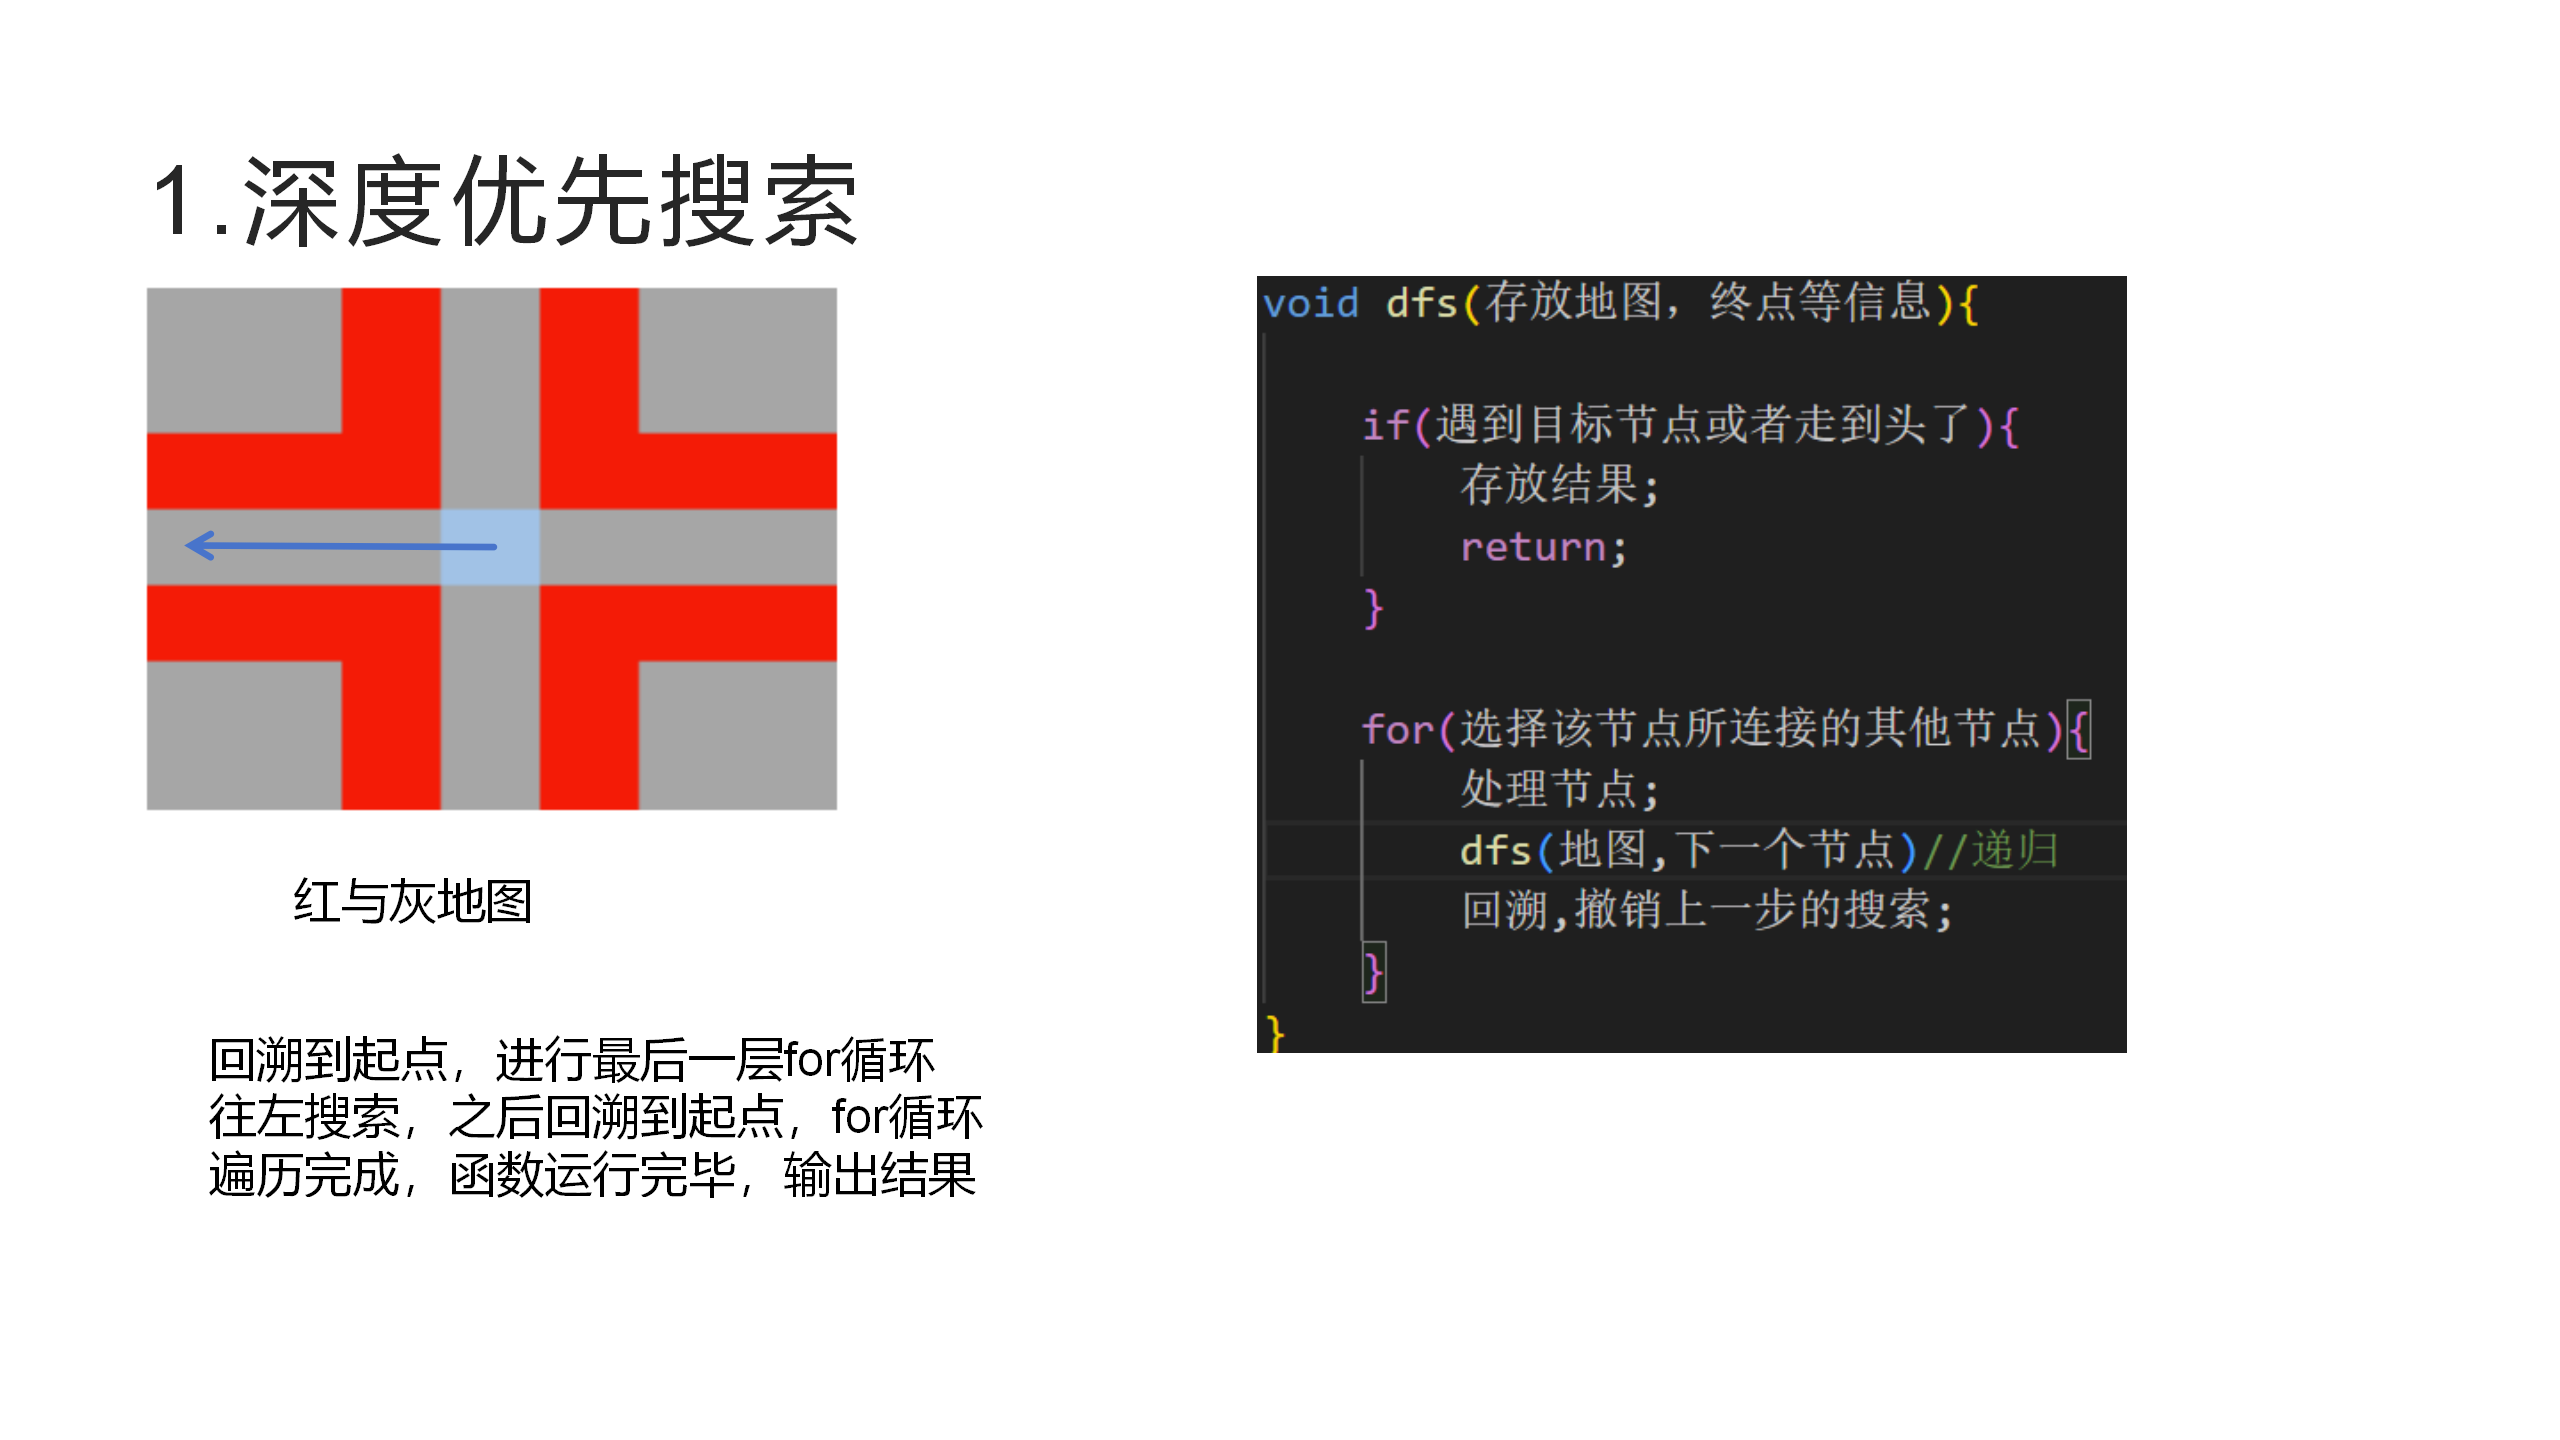 1.深度优先搜索
红与灰地图
回溯到起点，进行最后一层for循环
往左搜索，之后回溯到起点，for循环
遍历完成，函数运行完毕，输出结果
void dfs(存放地图，终点等信息){
if(遇到目标节点或者走到头了){
存放结果;
return;
}
for(选择该节点所连接的其他节点){
处理节点;
dfs(地图,下一个节点)//递归
回溯,撤销上一步的搜索;
}
}